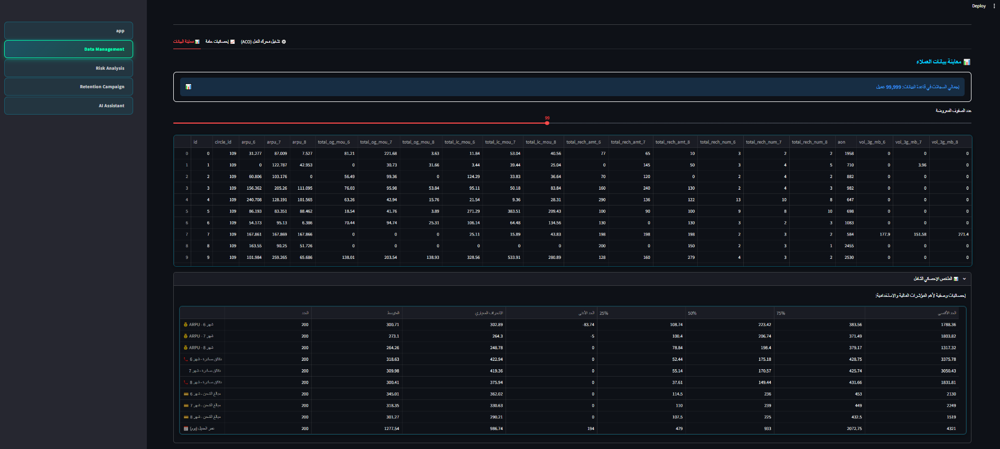 Deploy
app
Data Management
Risk Analysis
Retention Campaign
AI Assistant
معاينة البيانات
إحصائيات عامة
تشغيل محرك النمل (ACO)
معاينة بيانات العملاء
إجمالي السجلات في قاعدة البيانات: 99,999 عميل
عدد الصفوف المعروضة
99
id circle_id arpu_6 arpu_7 arpu_8 total_og_mou_6 total_og_mou_7 total_og_mou_8 total_ic_mou_6 total_ic_mou_7 total_ic_mou_8 total_rech_amt_6 total_rech_amt_7 total_rech_amt_8 total_rech_num_6 total_rech_num_7 total_rech_num_8 aon vol_3g_mb_6 vol_3g_mb_7 vol_3g_mb_8
0 0 109 31.277 87.009 7.527 81.21 221.68 3.63 11.84 53.04 40.56 77 65 10 3 2 2 1958 0 0 0
1 1 109 0 122.787 42.953 0 30.73 31.66 3.44 39.44 25.04 0 145 50 3 4 5 710 0 3.96 0
2 2 109 60.806 103.176 0 56.49 99.36 0 124.29 33.83 36.64 70 120 0 2 4 2 882 0 0 0
3 3 109 156.362 205.26 111.095 76.03 95.98 53.84 95.11 50.18 83.84 160 240 130 2 4 3 982 0 0 0
4 4 109 240.708 128.191 101.565 63.26 42.94 15.76 21.54 9.36 28.31 290 136 122 13 10 8 647 0 0 0
5 5 109 86.193 83.351 88.462 18.54 41.76 3.89 271.29 383.51 209.43 100 90 100 9 8 10 698 0 0 0
6 6 109 54.173 95.13 6.386 70.44 94.74 25.31 106.14 64.48 134.56 130 0 130 3 2 3 1083 0 0 0
7 7 109 167.861 167.869 167.866 0 0 0 25.11 15.89 43.83 198 198 198 2 3 2 584 177.9 151.58 271.4
8 8 109 163.55 90.25 51.726 0 0 0 0 0 0 200 0 150 2 3 1 2455 0 0 0
9 9 109 101.984 259.265 65.686 138.01 203.54 138.93 328.56 533.91 280.89 128 160 279 4 3 2 2530 0 0 0
الملخص الإحصائي الشامل
إحصائيات وصفية لأهم المؤشرات المالية والاستخدامية:
العدد المتوسط الانحراف المعياري الحد الأدنى 25% 50% 75% الحد الأقصى
ARPU - شهر 6 200 300.71 302.89 -83.74 108.74 223.42 383.56 1788.36
ARPU - شهر 7 200 273.1 264.3 -5 100.4 206.74 371.49 1803.82
ARPU - شهر 8 200 264.26 248.78 0 78.84 198.4 379.17 1317.32
دقائق صادرة - شهر 6 200 318.63 422.94 0 52.44 175.18 428.75 3375.78
دقائق صادرة - شهر 7 200 309.98 419.36 0 55.14 170.57 425.74 3050.43
دقائق صادرة - شهر 8 200 300.41 375.94 0 37.61 149.44 431.66 1831.81
مبالغ الشحن - شهر 6 200 345.01 362.02 0 114.5 236 453 2130
مبالغ الشحن - شهر 7 200 318.35 330.63 0 110 239 449 2249
مبالغ الشحن - شهر 8 200 301.27 290.21 0 107.5 225 432.5 1519
عمر العميل (يوم) 200 1277.54 986.74 194 479 933 2072.75 4321